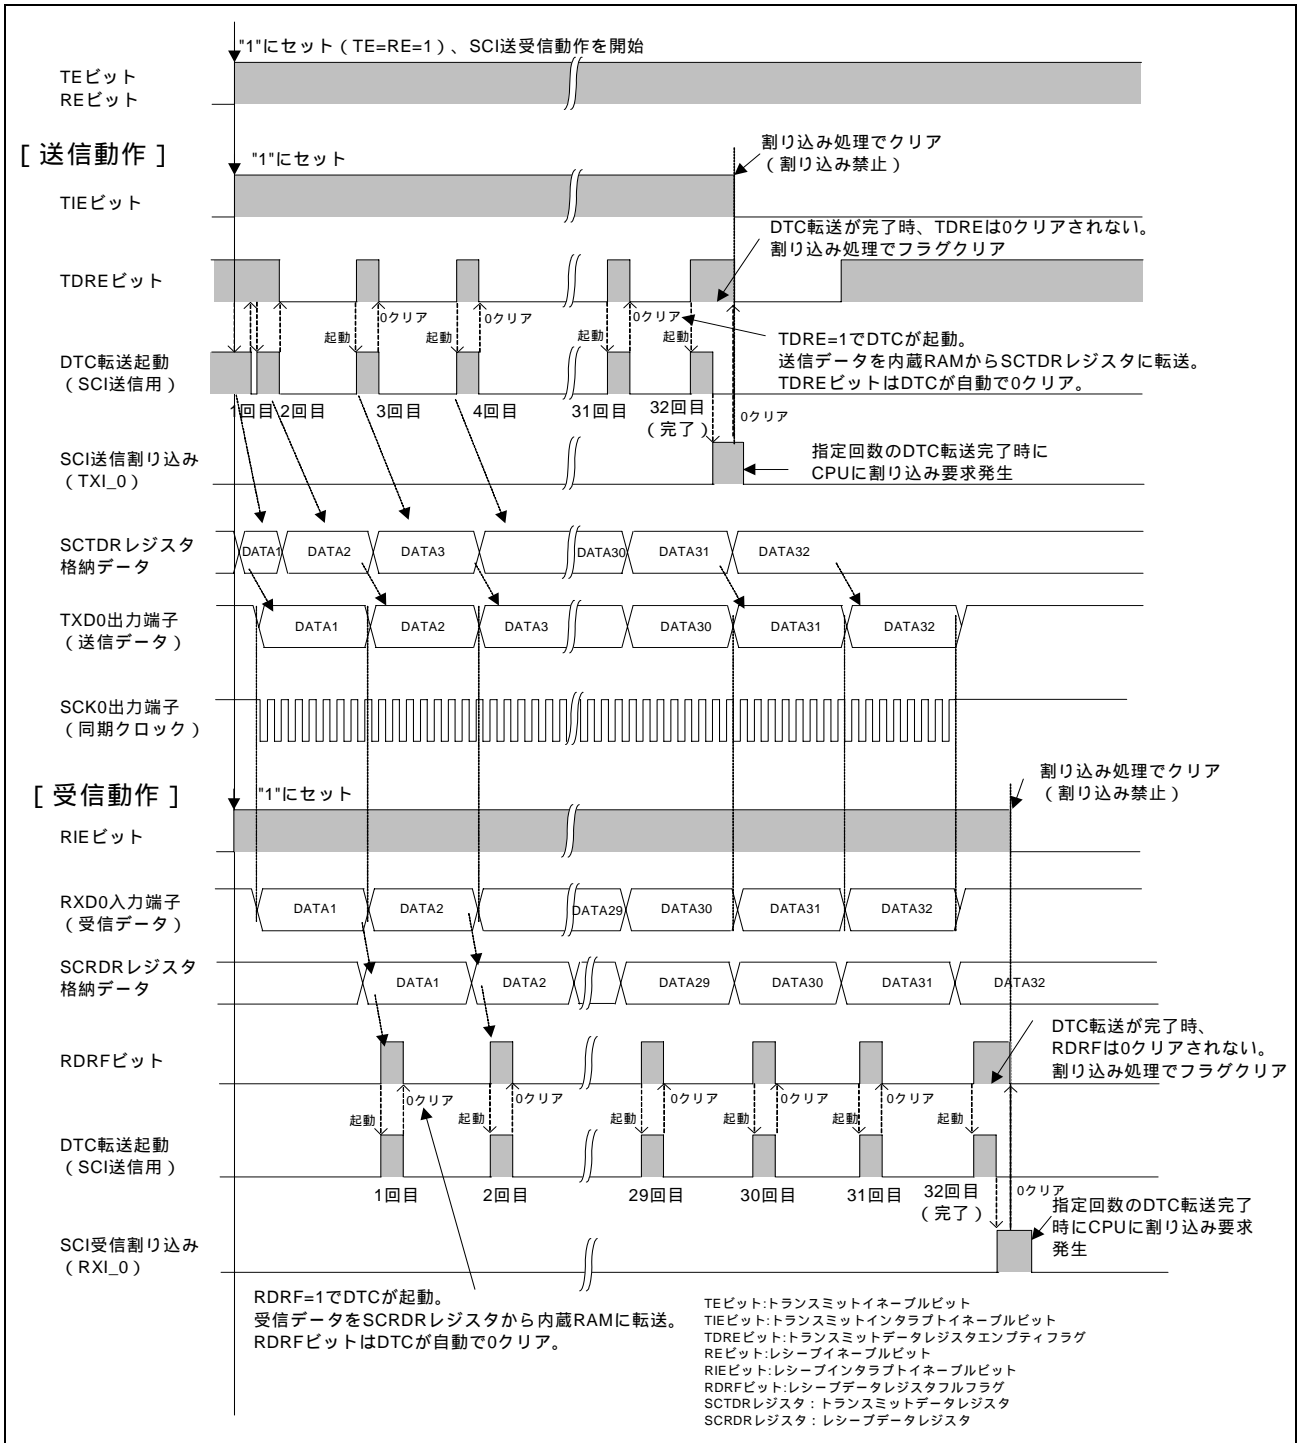 "1"にセット（TE=RE=1）、SCI送受信動作を開始
TEビット
REビット
[ 送信動作 ]
"1"にセット
割り込み処理でクリア
（割り込み禁止）
TIEビット
DTC転送が完了時、TDREは0クリアされない。
割り込み処理でフラグクリア
TDREビット
起動
0クリア
起動
0クリア
起動
0クリア
起動
TDRE=1でDTCが起動。
送信データを内蔵RAMからSCTDRレジスタに転送。
TDREビットはDTCが自動で0クリア。
DTC転送起動
（SCI送信用）
1回目
2回目
3回目
4回目
31回目
32回目
（完了）
0クリア
SCI送信割り込み
（TXI_0）
指定回数のDTC転送完了時に
CPUに割り込み要求発生
SCTDRレジスタ
格納データ
DATA1
DATA2
DATA3
DATA30
DATA31
DATA32
TXD0出力端子
（送信データ）
DATA1
DATA2
DATA3
DATA30
DATA31
DATA32
SCK0出力端子
（同期クロック）
[ 受信動作 ]
"1"にセット
割り込み処理でクリア
（割り込み禁止）
RIEビット
RXD0入力端子
（受信データ）
DATA1
DATA2
DATA29
DATA30
DATA31
DATA32
SCRDRレジスタ
格納データ
DATA1
DATA2
DATA29
DATA30
DATA31
DATA32
DTC転送が完了時、
RDRFは0クリアされない。
割り込み処理でフラグクリア
RDRFビット
起動
0クリア
起動
0クリア
起動
0クリア
起動
0クリア
起動
0クリア
起動
DTC転送起動
（SCI送信用）
1回目
2回目
29回目
30回目
31回目
32回目
（完了）
0クリア
指定回数のDTC転送完了
時にCPUに割り込み要求
発生
SCI受信割り込み
（RXI_0）
RDRF=1でDTCが起動。
受信データをSCRDRレジスタから内蔵RAMに転送。
RDRFビットはDTCが自動で0クリア。
TEビット:トランスミットイネーブルビット
TIEビット:トランスミットインタラプトイネーブルビット
TDREビット:トランスミットデータレジスタエンプティフラグ
REビット:レシーブイネーブルビット
RIEビット:レシーブインタラプトイネーブルビット
RDRFビット:レシーブデータレジスタフルフラグ
SCTDRレジスタ：トランスミットデータレジスタ
SCRDRレジスタ：レシーブデータレジスタ